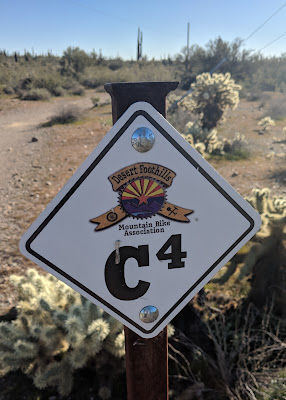 Desert Foothills
Mountain Bike
Association
C4